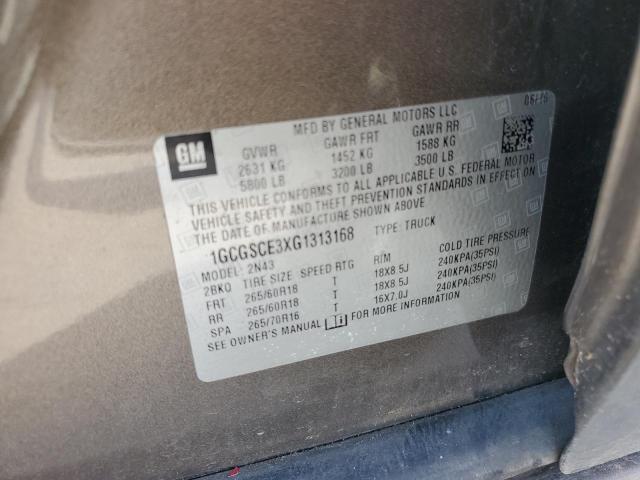 06/16
MFD BY GENERAL MOTORS LLC
GM
GVWR GAWR FRT GAWR RR
2631 KG 1452 KG 1588 KG
5800 LB 3200 LB 3500 LB
THIS VEHICLE CONFORMS TO ALL APPLICABLE U.S. FEDERAL MOTOR
VEHICLE SAFETY AND THEFT PREVENTION STANDARDS IN EFFECT ON
THE DATE OF MANUFACTURE SHOWN ABOVE
1GCGSCE3XG1313168 TYPE: TRUCK
MODEL: 2N43
2BKO TIRE SIZE SPEED RTG RIM COLD TIRE PRESSURE
FRT 265/60R18 T 18X8.5J 240KPA(35PSI)
RR 265/60R18 T 18X8.5J 240KPA(35PSI)
SPA 265/70R16 T 16X7.0J 240KPA(35PSI)
SEE OWNER'S MANUAL FOR MORE INFORMATION